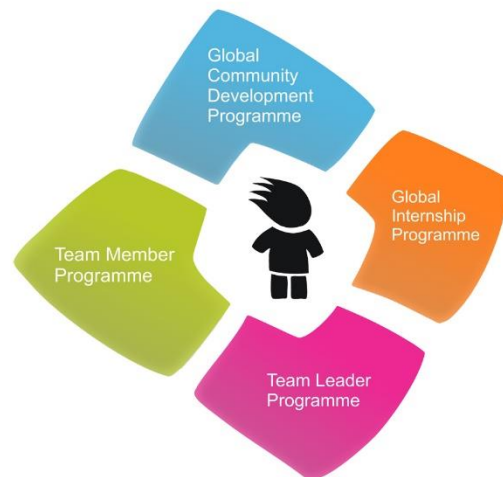 Global
Community
Development
Programme
Global
Internship
Programme
Team Member
Programme
Team Leader
Programme